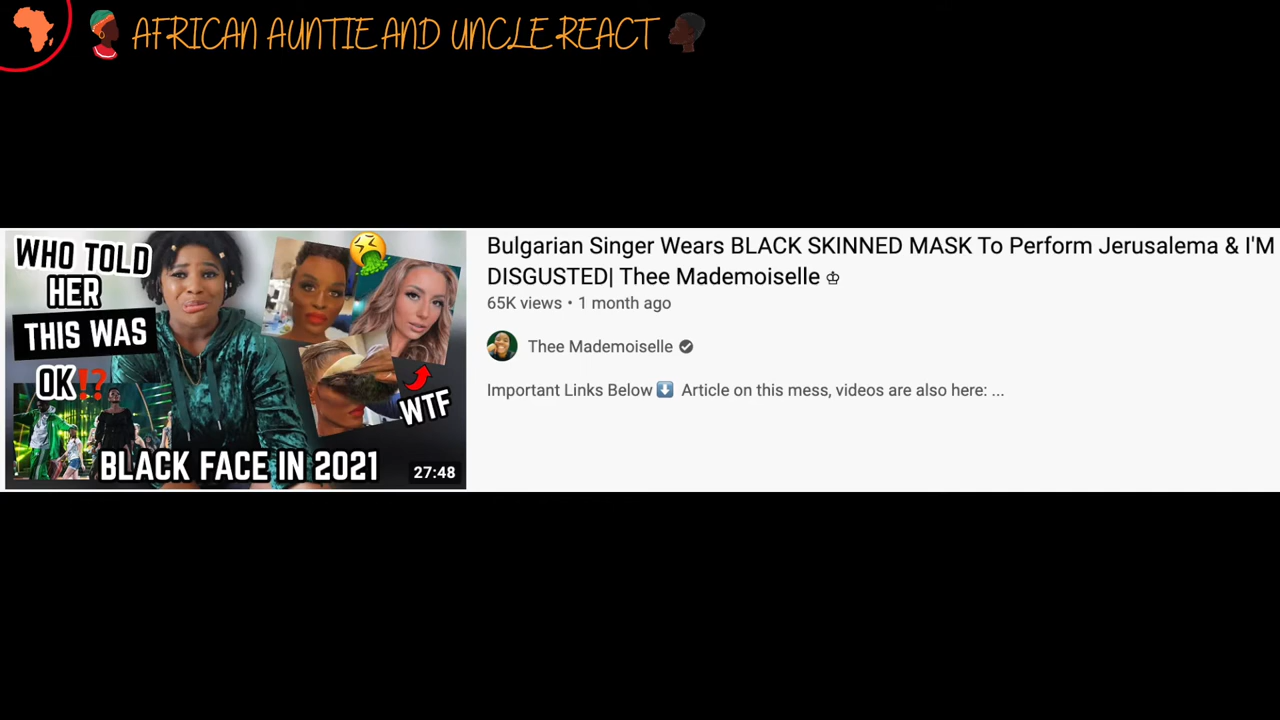 AFRICAN AUNTIE AND UNCLE REACT
WHO TOLD
HER
THIS WAS
OK⁉️
WTF
BLACK FACE IN 2021
27:48
Bulgarian Singer Wears BLACK SKINNED MASK To Perform Jerusalema & I'M
DISGUSTED| Thee Mademoiselle ♔
65K views • 1 month ago
Thee Mademoiselle
Important Links Below ⬇️ Article on this mess, videos are also here: ...